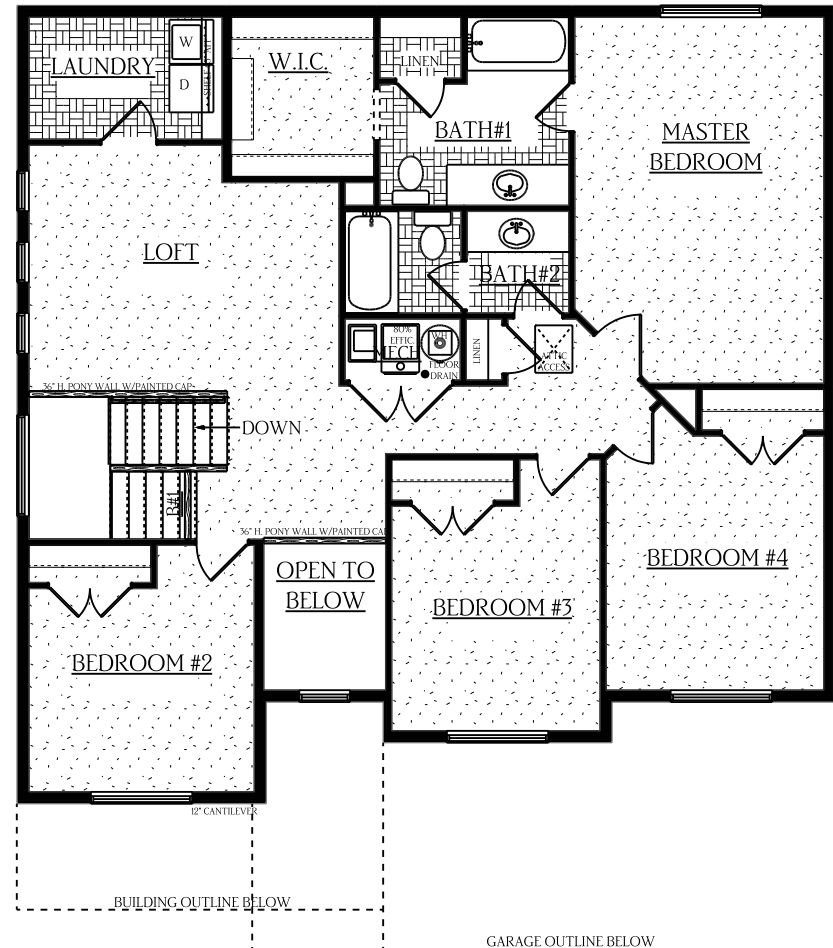 W
D
SHELF
LAUNDRY
W.I.C.
LINEN
BATH#1
MASTER
BEDROOM
LOFT
BATH#2
80%
EFFIC.
MECH
WH
FLOOR
DRAIN
LINEN
ATTIC
ACCESS
36" H. PONY WALL W/PAINTED CAP
DOWN
R#1
36" H. PONY WALL W/PAINTED CAP
OPEN TO
BELOW
BEDROOM #4
BEDROOM #3
BEDROOM #2
12" CANTILEVER
BUILDING OUTLINE BELOW
GARAGE OUTLINE BELOW